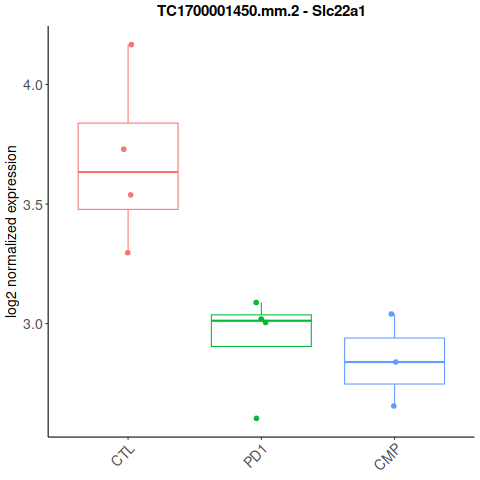 TC1700001450.mm.2 - Slc22a1
log2 normalized expression
4.0
3.5
3.0
CTL
PD1
CMP